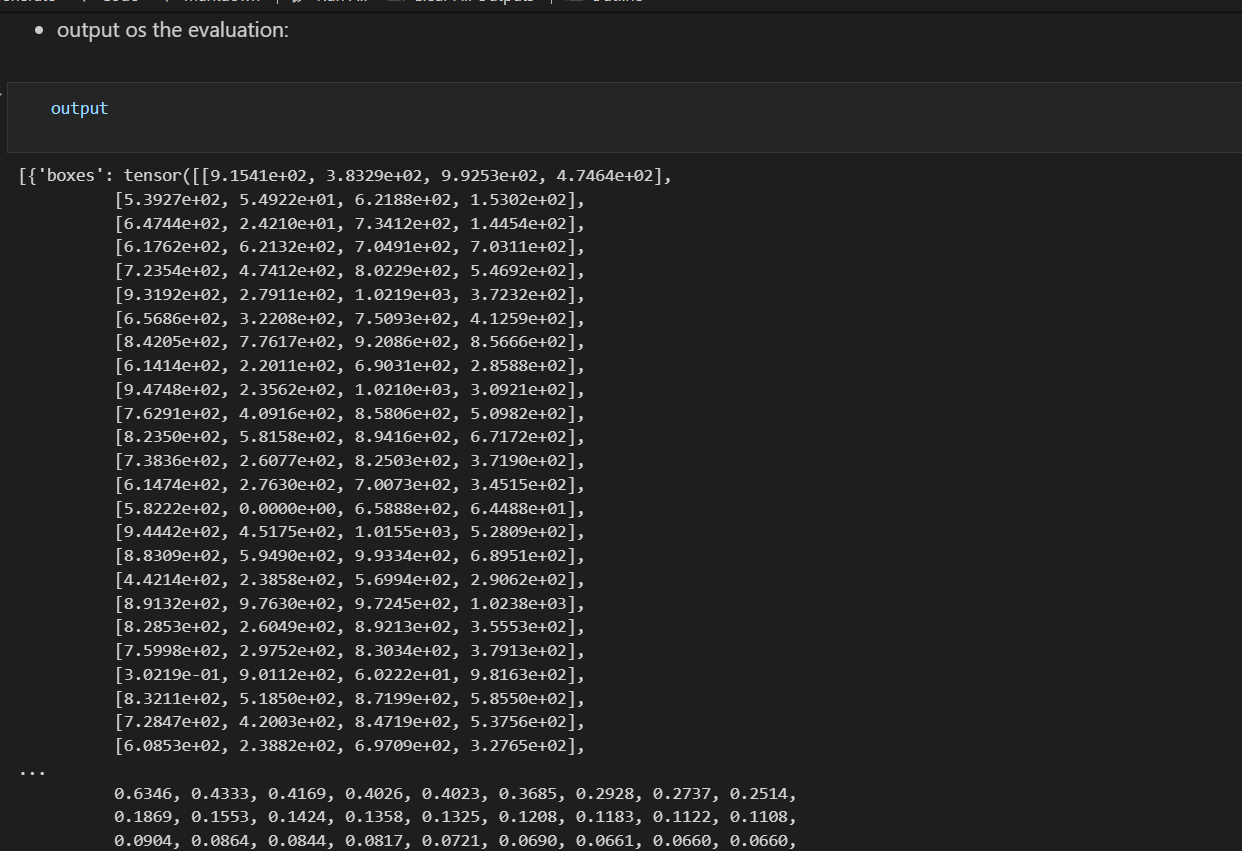 • output os the evaluation:
output
[{'boxes': tensor([[9.1541e+02, 3.8329e+02, 9.9253e+02, 4.7464e+02],
[5.3927e+02, 5.4922e+01, 6.2188e+02, 1.5302e+02],
[6.4744e+02, 2.4210e+01, 7.3412e+02, 1.4454e+02],
[6.1762e+02, 6.2132e+02, 7.0491e+02, 7.0311e+02],
[7.2354e+02, 4.7412e+02, 8.0229e+02, 5.4692e+02],
[9.3192e+02, 2.7911e+02, 1.0219e+03, 3.7232e+02],
[6.5686e+02, 3.2208e+02, 7.5093e+02, 4.1259e+02],
[8.4205e+02, 7.7617e+02, 9.2086e+02, 8.5666e+02],
[6.1414e+02, 2.2011e+02, 6.9031e+02, 2.8588e+02],
[9.4748e+02, 2.3562e+02, 1.0210e+03, 3.0921e+02],
[7.6291e+02, 4.0916e+02, 8.5806e+02, 5.0982e+02],
[8.2350e+02, 5.8158e+02, 8.9416e+02, 6.7172e+02],
[7.3836e+02, 2.6077e+02, 8.2503e+02, 3.7190e+02],
[6.1474e+02, 2.7630e+02, 7.0073e+02, 3.4515e+02],
[5.8222e+02, 0.0000e+00, 6.5888e+02, 6.4488e+01],
[9.4442e+02, 4.5175e+02, 1.0155e+03, 5.2809e+02],
[8.8309e+02, 5.9490e+02, 9.9334e+02, 6.8951e+02],
[4.4214e+02, 2.3858e+02, 5.6994e+02, 2.9062e+02],
[8.9132e+02, 9.7630e+02, 9.7245e+02, 1.0238e+03],
[8.2853e+02, 2.6049e+02, 8.9213e+02, 3.5553e+02],
[7.5998e+02, 2.9752e+02, 8.3034e+02, 3.7913e+02],
[3.0219e-01, 9.0112e+02, 6.0222e+01, 9.8163e+02],
[8.3211e+02, 5.1850e+02, 8.7199e+02, 5.8550e+02],
[7.2847e+02, 4.2003e+02, 8.4719e+02, 5.3756e+02],
[6.0853e+02, 2.3882e+02, 6.9709e+02, 3.2765e+02],
...
0.6346, 0.4333, 0.4169, 0.4026, 0.4023, 0.3685, 0.2928, 0.2737, 0.2514,
0.1869, 0.1553, 0.1424, 0.1358, 0.1325, 0.1208, 0.1183, 0.1122, 0.1108,
0.0904, 0.0864, 0.0844, 0.0817, 0.0721, 0.0690, 0.0661, 0.0660, 0.0660,